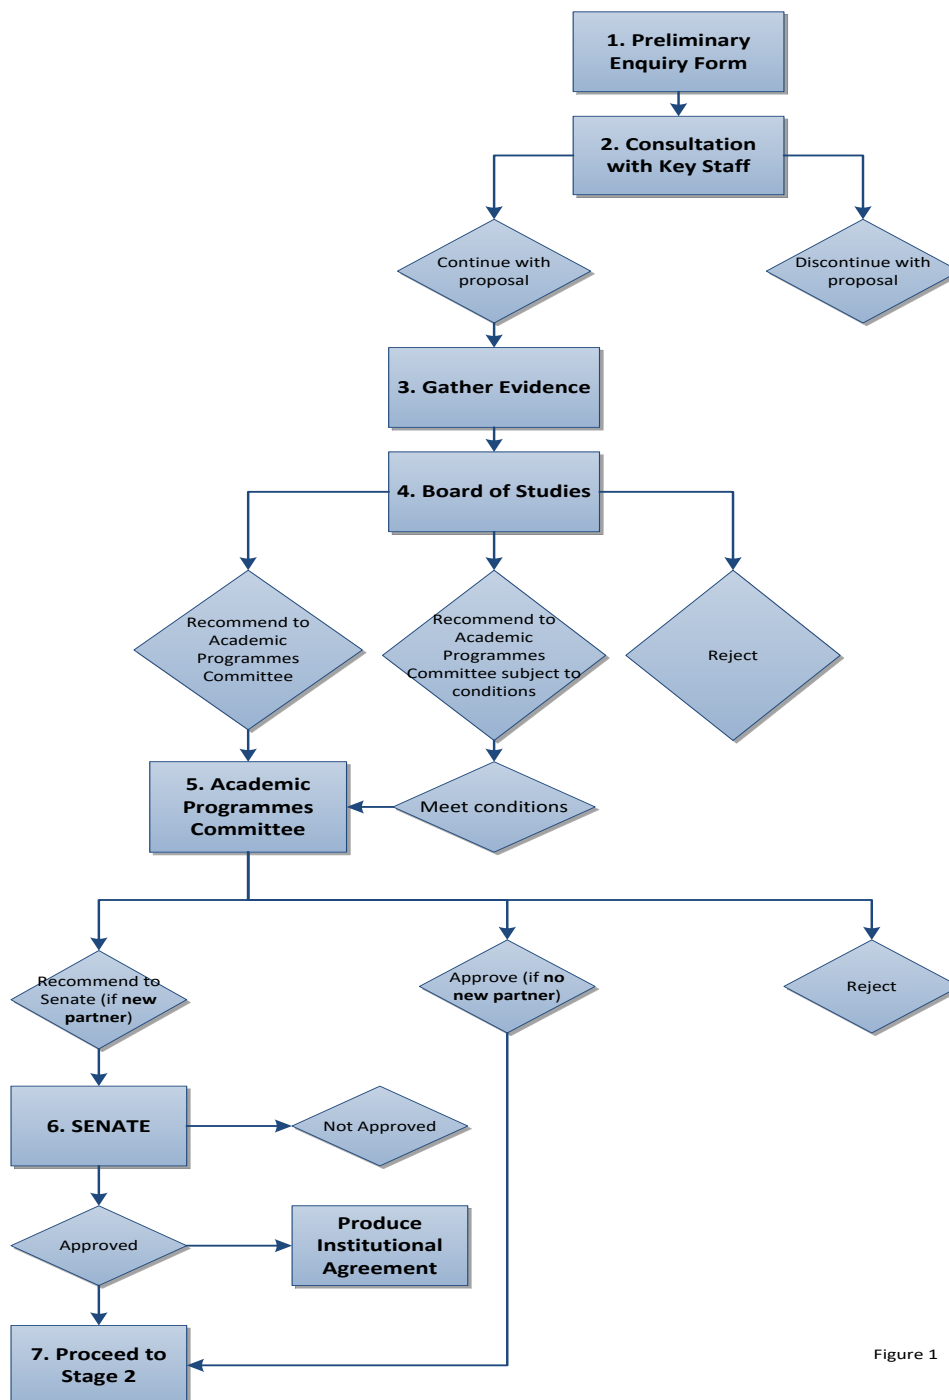 1. Preliminary
Enquiry Form
2. Consultation
with Key Staff
Continue with
proposal
Discontinue with
proposal
3. Gather Evidence
4. Board of Studies
Recommend to
Academic
Programmes
Committee
Recommend to
Academic
Programmes
Committee subject to
conditions
Reject
5. Academic
Programmes
Committee
Meet conditions
Recommend to
Senate (if new
partner)
Approve (if no
new partner)
Reject
6. SENATE
Not Approved
Approved
Produce
Institutional
Agreement
7. Proceed to
Stage 2
Figure 1